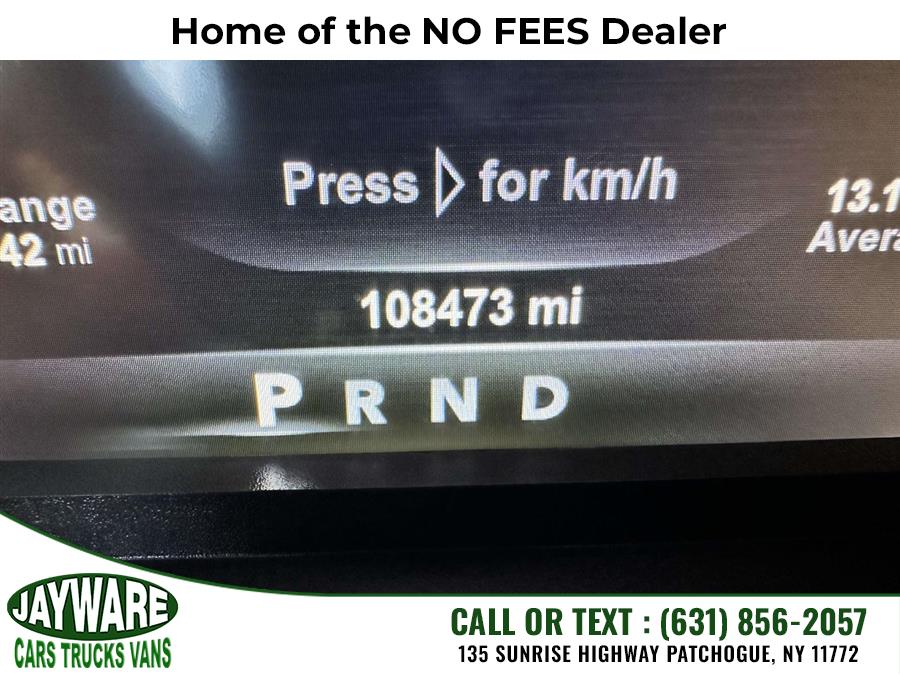 Home of the NO FEES Dealer
Press ▷ for km/h
ange
13.1
42 mi
Aver
108473 mi
P R N D
JAYWARE
CARS TRUCKS VANS
CALL OR TEXT : (631) 856-2057
135 SUNRISE HIGHWAY PATCHOGUE, NY 11772